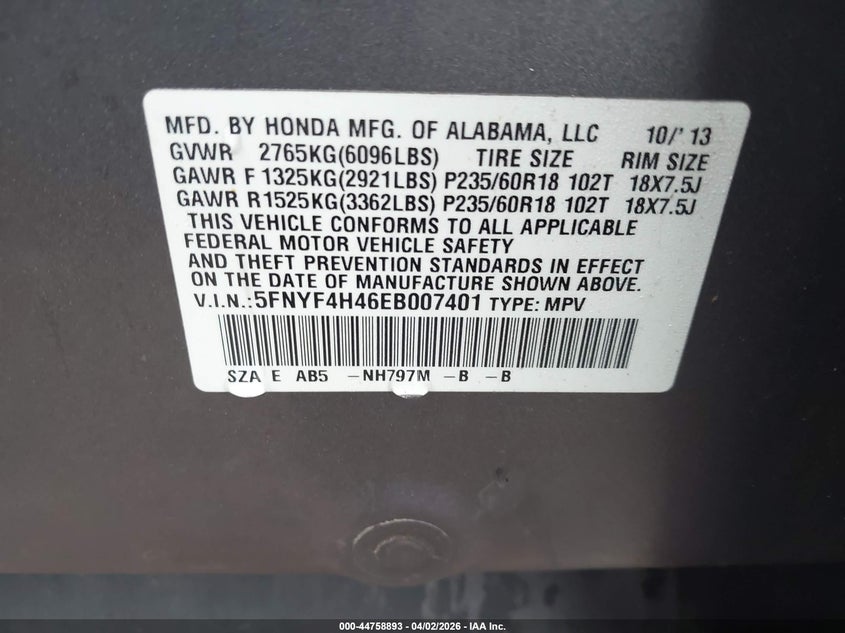 MFD. BY HONDA MFG. OF ALABAMA, LLC 10/' 13
GVWR 2765KG(6096LBS) TIRE SIZE RIM SIZE
GAWR F 1325KG(2921LBS) P235/60R18 102T 18X7.5J
GAWR R1525KG(3362LBS) P235/60R18 102T 18X7.5J
THIS VEHICLE CONFORMS TO ALL APPLICABLE
FEDERAL MOTOR VEHICLE SAFETY
AND THEFT PREVENTION STANDARDS IN EFFECT
ON THE DATE OF MANUFACTURE SHOWN ABOVE.
V.I.N.:5FNYF4H46EB007401 TYPE: MPV
SZA E AB5 -NH797M -B -B
000-44758893 - 04/02/2026 - IAA Inc.